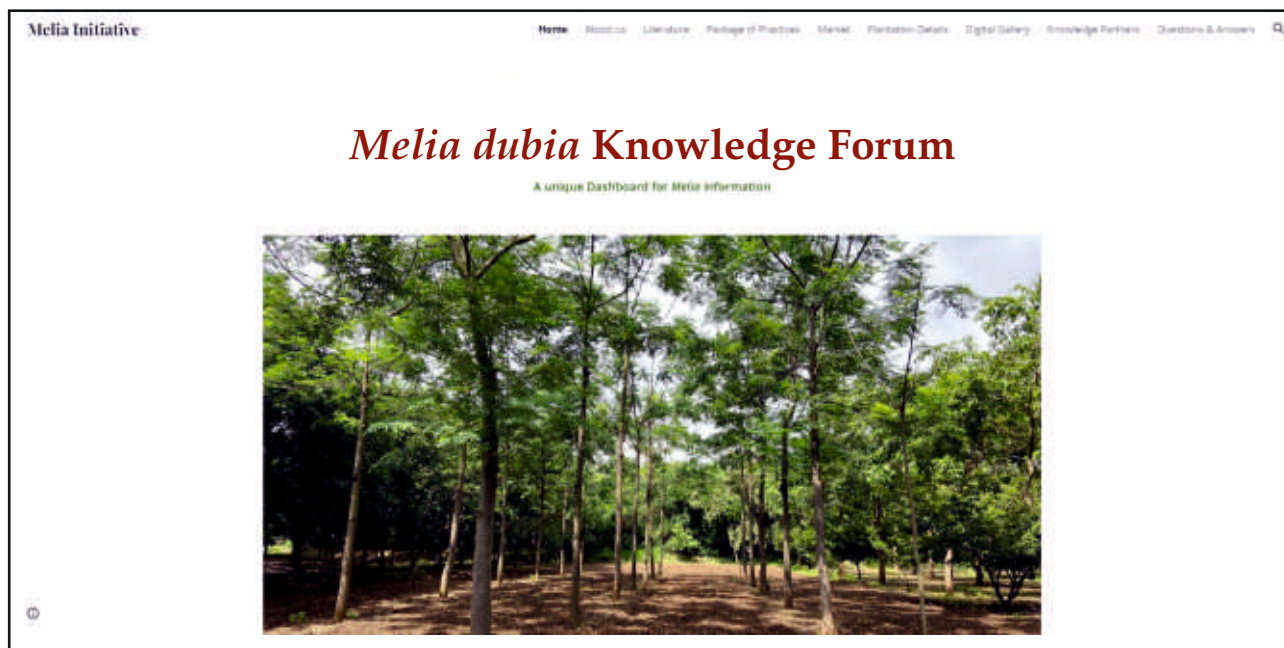 Melia Initiative
Home About us Literature Package of Practices Market Plantation Details Digital Gallery Knowledge Partners Questions & Answers
Melia dubia Knowledge Forum
A unique Dashboard for Melia Information